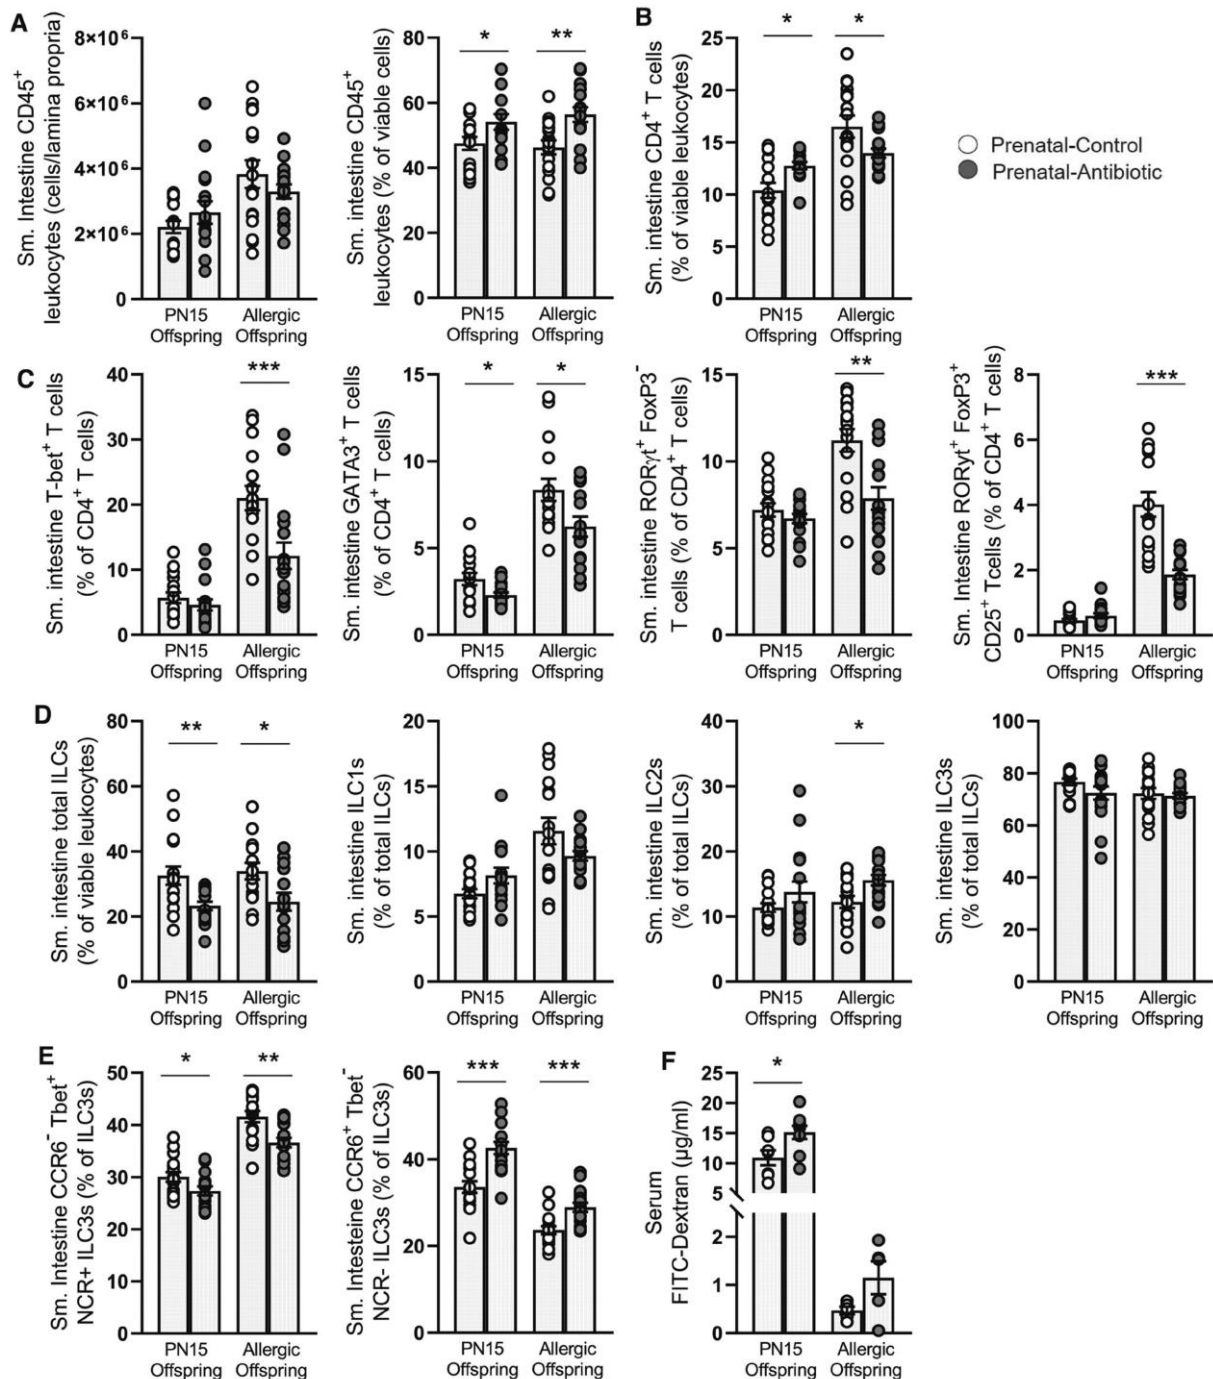 A
Sm. Intestine CD45+
leukocytes (cells/lamina propria)
8×10⁶
6×10⁶
4×10⁶
2×10⁶
0
PN15
Offspring
Allergic
Offspring
Sm. intestine CD45+
leukocytes (% of viable cells)
80
60
40
20
0
*
**
PN15
Offspring
Allergic
Offspring
B
Sm. intestine CD4+ T cells
(% of viable leukocytes)
25
20
15
10
5
0
*
*
PN15
Offspring
Allergic
Offspring
Prenatal-Control
Prenatal-Antibiotic
C
Sm. intestine T-bet+ T cells
(% of CD4+ T cells)
40
30
20
10
0
***
PN15
Offspring
Allergic
Offspring
Sm. intestine GATA3+ T cells
(% of CD4+ T cells)
15
10
5
0
*
*
PN15
Offspring
Allergic
Offspring
Sm. intestine RORγt+ FoxP3-
T cells (% of CD4+ T cells)
15
10
5
0
**
PN15
Offspring
Allergic
Offspring
Sm. Intestine RORyt+ FoxP3+
CD25+ Tcells (% of CD4+ T cells)
8
6
4
2
0
***
PN15
Offspring
Allergic
Offspring
D
Sm. intestine total ILCs
(% of viable leukocytes)
80
60
40
20
0
**
*
PN15
Offspring
Allergic
Offspring
Sm. intestine ILC1s
(% of total ILCs)
20
15
10
5
0
PN15
Offspring
Allergic
Offspring
Sm. intestine ILC2s
(% of total ILCs)
40
30
20
10
0
*
PN15
Offspring
Allergic
Offspring
Sm. intestine ILC3s
(% of total ILCs)
100
80
60
40
20
0
PN15
Offspring
Allergic
Offspring
E
Sm. Intestine CCR6- Tbet+
NCR+ ILC3s (% of ILC3s)
50
40
30
20
10
0
*
**
PN15
Offspring
Allergic
Offspring
Sm. Intesteine CCR6+ Tbet-
NCR- ILC3s (% of ILC3s)
60
40
20
0
***
***
PN15
Offspring
Allergic
Offspring
F
Serum
FITC-Dextran (µg/ml)
25
20
15
10
5
2
1
0
*
PN15
Offspring
Allergic
Offspring